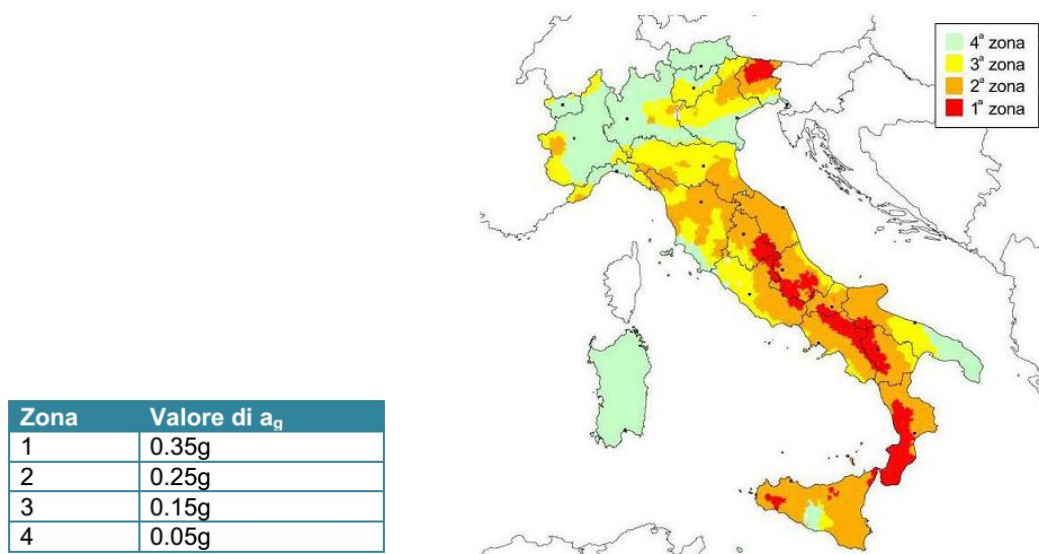 4ª zona
3ª zona
2ª zona
1ª zona
Zona Valore di ag
1 0.35g
2 0.25g
3 0.15g
4 0.05g